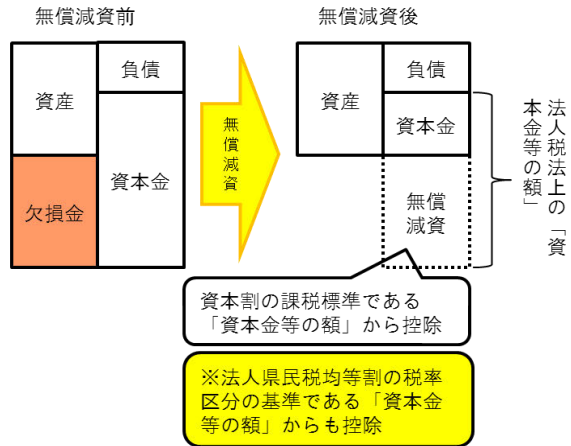 無償減資前
無償減資後
資産
負債
資本金
欠損金
無償減資
資産
負債
資本金
無償
減資
法人税法上の「資
本金等の額」
資本割の課税標準である
「資本金等の額」から控除
※法人県民税均等割の税率
区分の基準である「資本金
等の額」からも控除